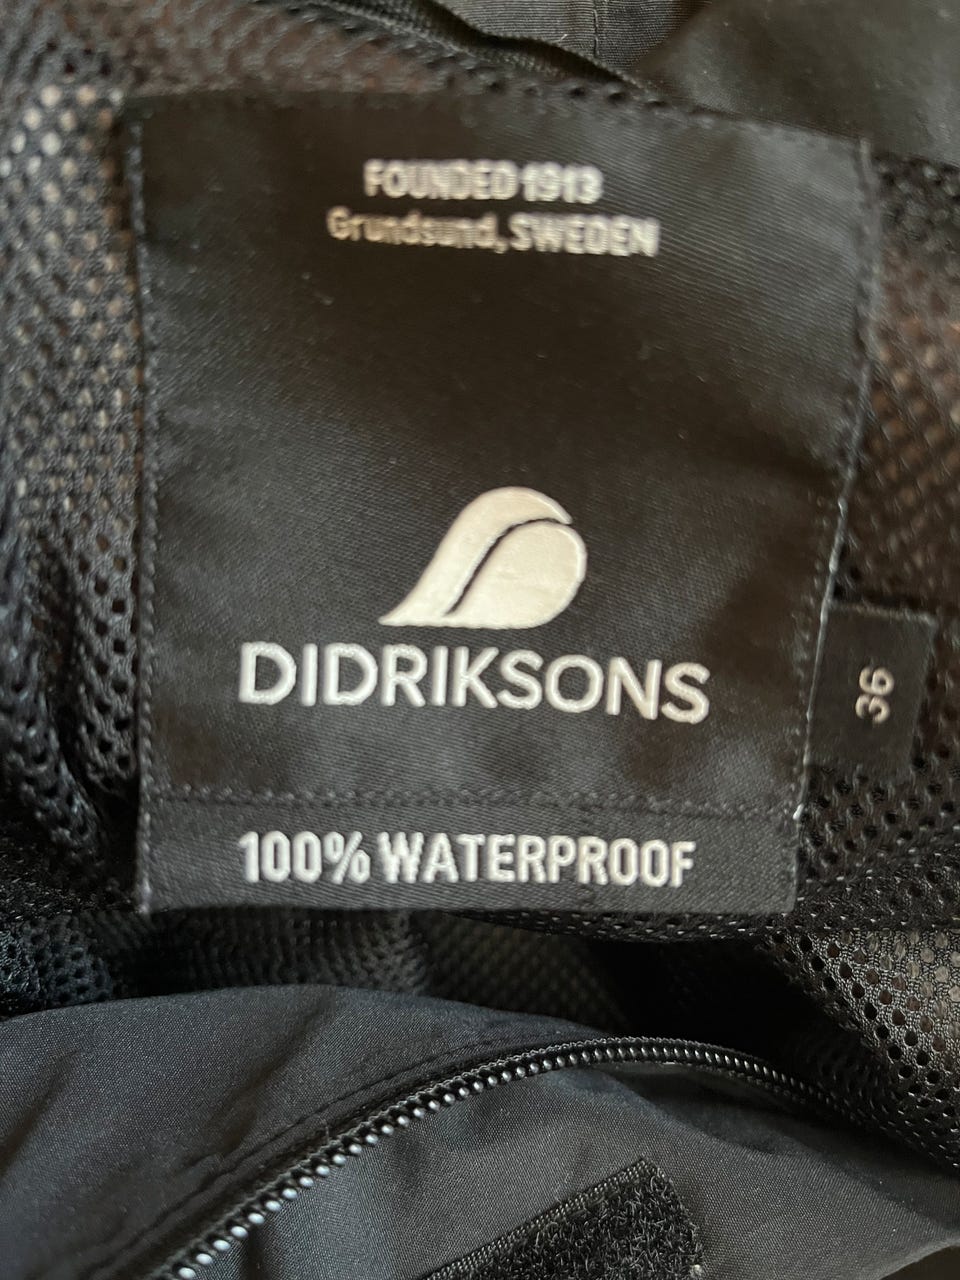 FOUNDED 1913
Grundsund, SWEDEN
DIDRIKSONS
36
100% WATERPROOF